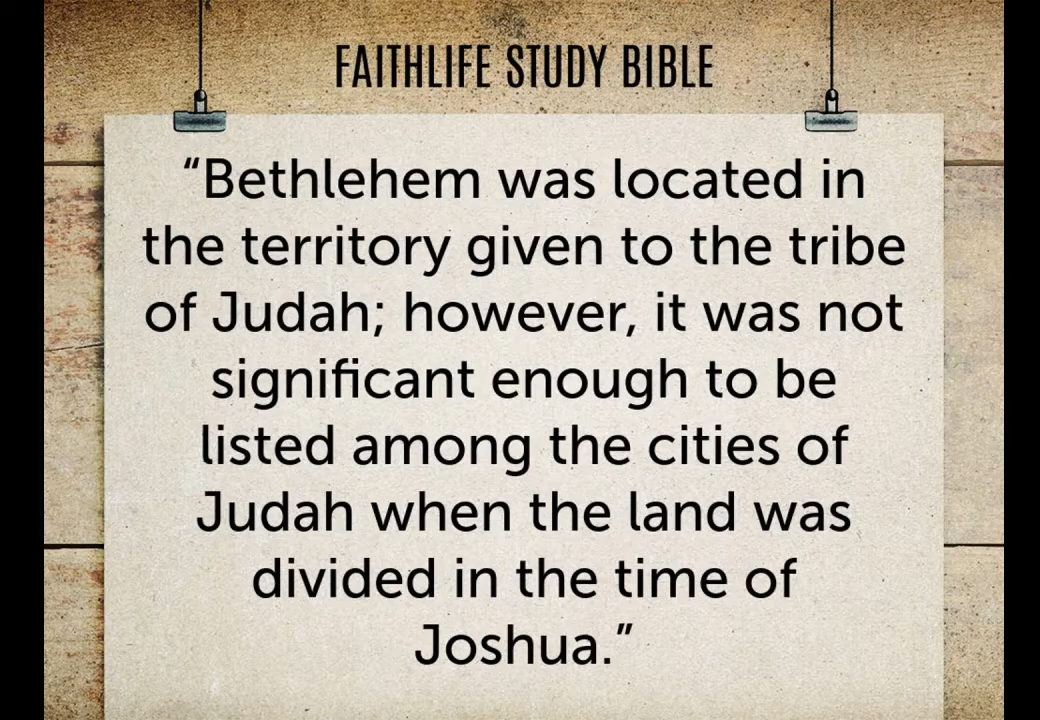 FAITHLIFE STUDY BIBLE
“Bethlehem was located in
the territory given to the tribe
of Judah; however, it was not
significant enough to be
listed among the cities of
Judah when the land was
divided in the time of
Joshua.”